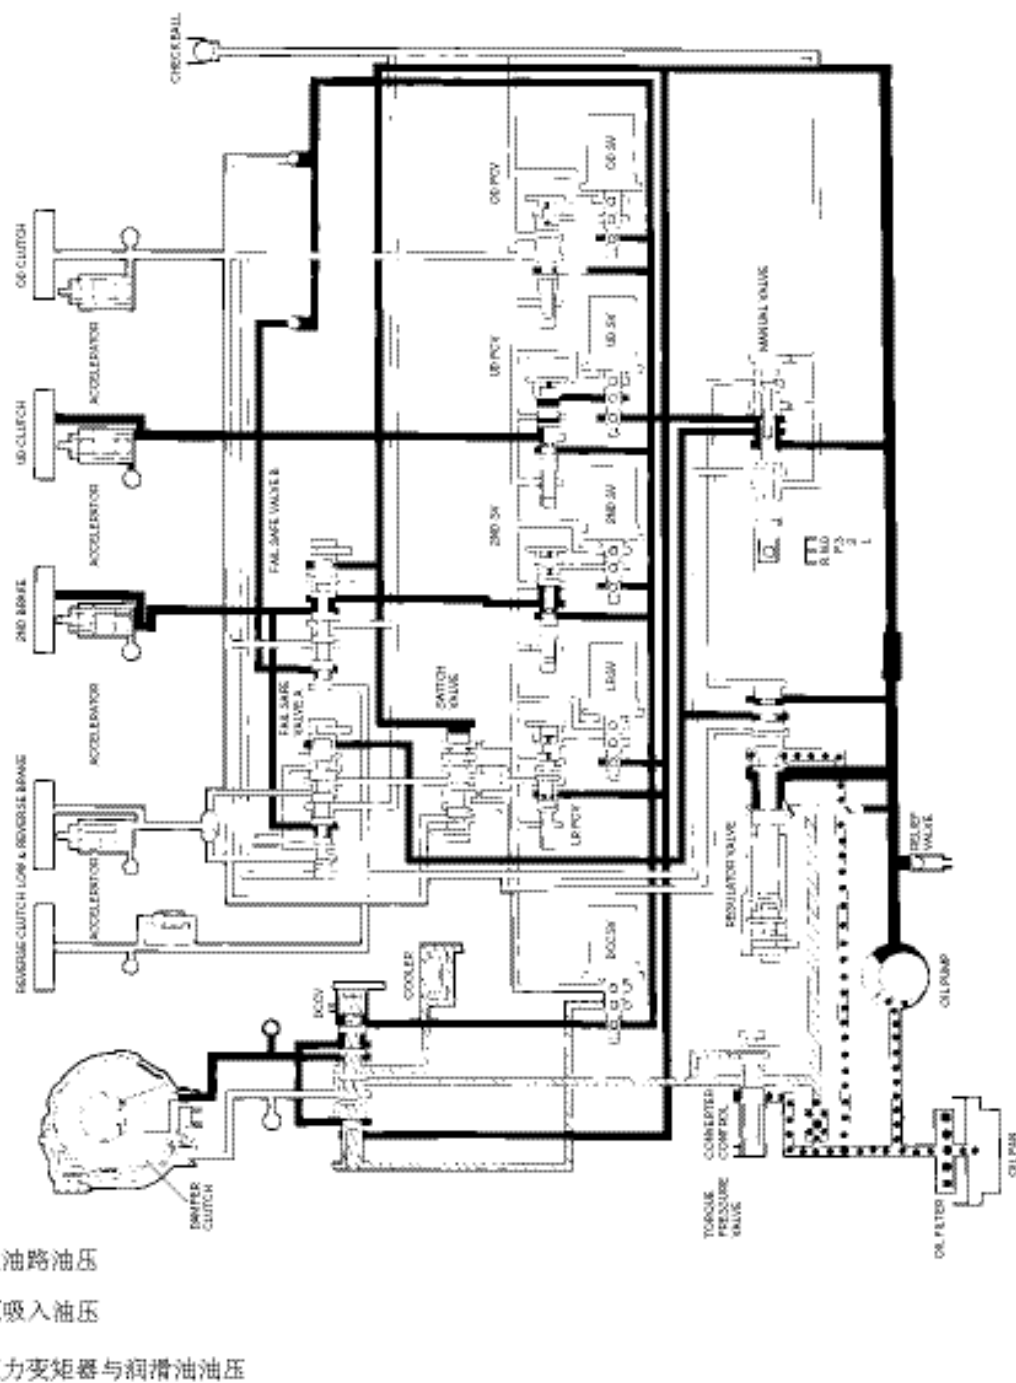 CHECK BALL
OD CLUTCH
ACCELERATOR
UD CLUTCH
ACCELERATOR
2ND BRAKE
ACCELERATOR
LOW & REVERSE BRAKE
ACCELERATOR
REVERSE CLUTCH
DAMPER
CLUTCH
FAIL SAFE VALVE B
FAIL SAFE
VALVE A
SWITCH
VALVE
OD PCV
OD SV
UD PCV
UD SV
2ND SV
2ND SV
LRSV
LR PCV
DCCSV
COOLER
DCCV
MANUAL VALVE
REGULATOR VALVE
RELIEF
VALVE
OIL PUMP
TORQUE CONVERTER
PRESSURE CONTROL
VALVE
OIL FILTER
OIL PAN
油路油压
吸入油压
力变矩器与润滑油油压